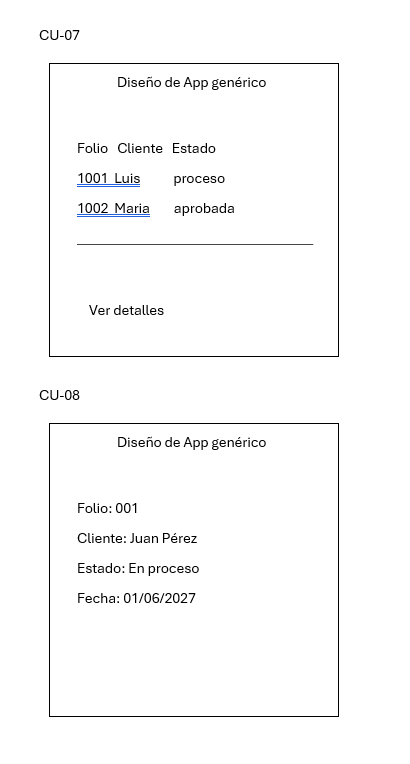 CU-07
Diseño de App genérico
Folio Cliente Estado
1001 Luis proceso
1002 Maria aprobada
Ver detalles
CU-08
Diseño de App genérico
Folio: 001
Cliente: Juan Pérez
Estado: En proceso
Fecha: 01/06/2027